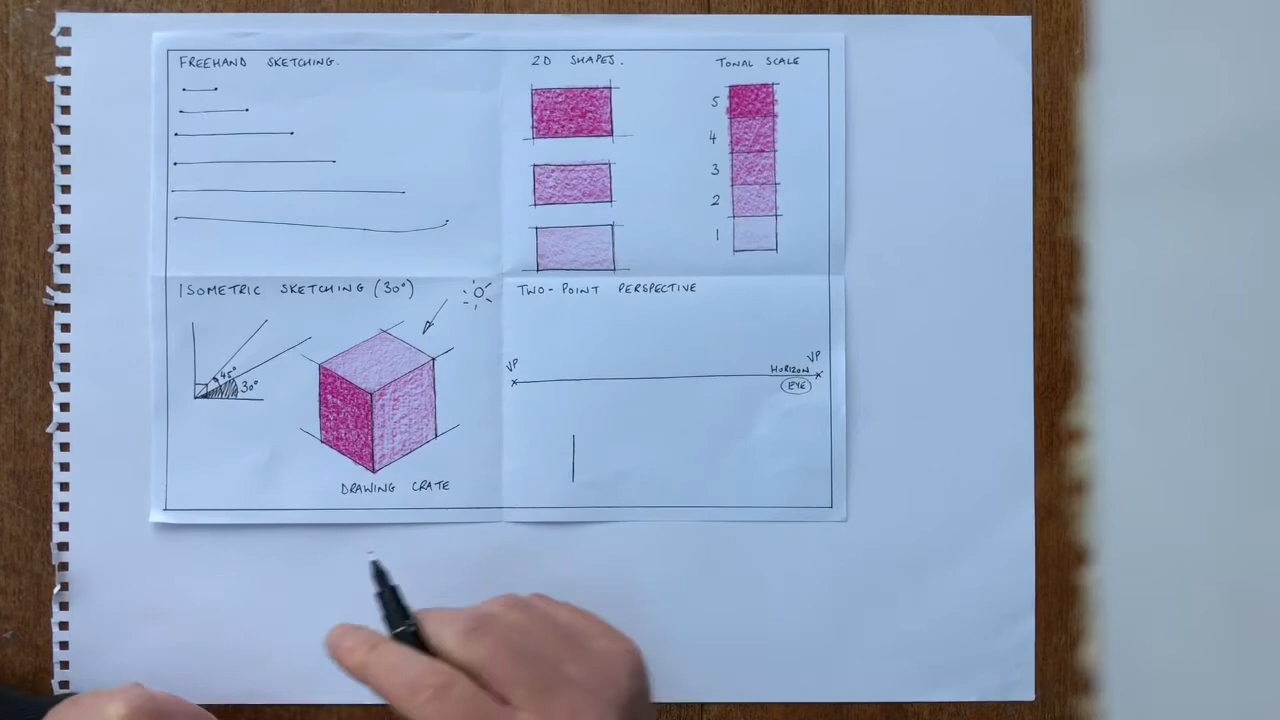 FREEHAND SKETCHING.
2D SHAPES.
TONAL SCALE
5
4
3
2
1
ISOMETRIC SKETCHING (30°)
45°
30°
DRAWING CRATE
TWO-POINT PERSPECTIVE
VP
VP
HORIZON
EYE